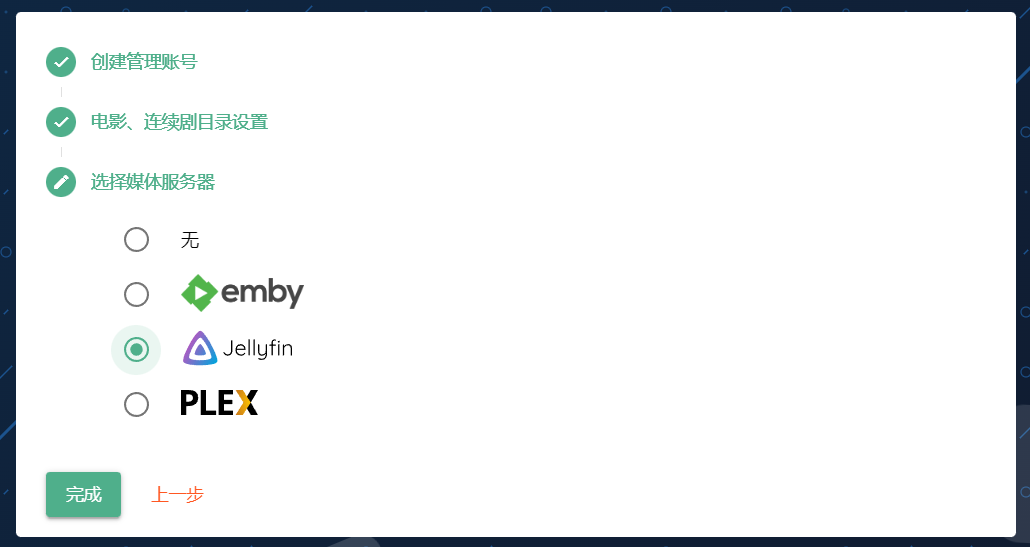 创建管理账号
电影、连续剧目录设置
选择媒体服务器
无
emby
Jellyfin
PLEX
完成 上一步